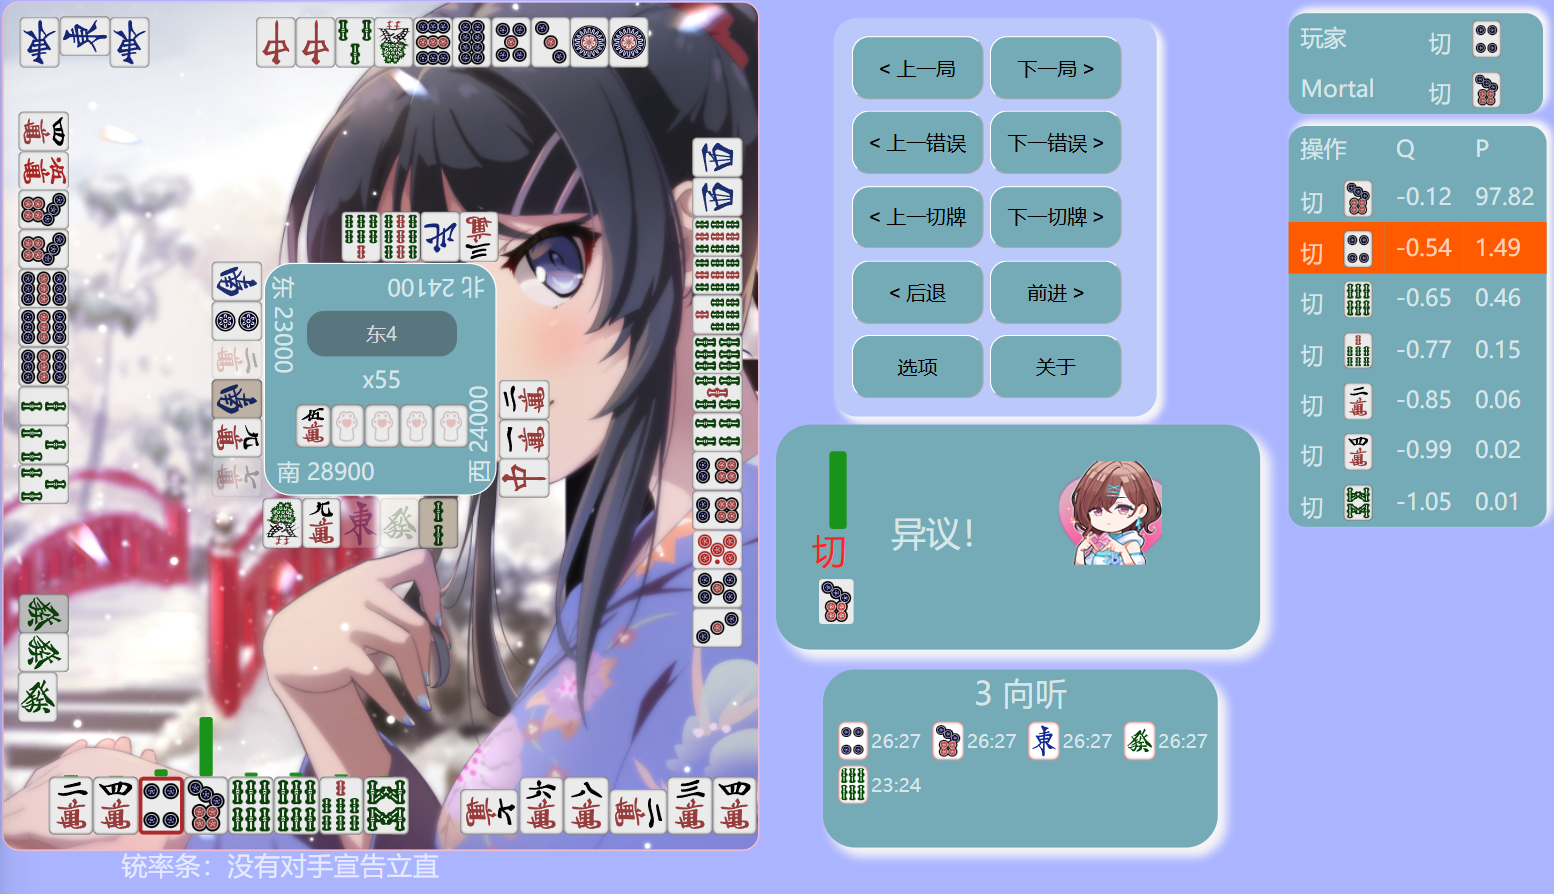 北 24100
东 23000
东4
x55
南 28900
西 24000
铳率条：没有对手宣告立直
< 上一局
下一局 >
< 上一错误
下一错误 >
< 上一切牌
下一切牌 >
< 后退
前进 >
选项
关于
切
异议！
3 向听
26:27
26:27
26:27
26:27
23:24
玩家 切
Mortal 切
操作 Q P
切 -0.12 97.82
切 -0.54 1.49
切 -0.65 0.46
切 -0.77 0.15
切 -0.85 0.06
切 -0.99 0.02
切 -1.05 0.01